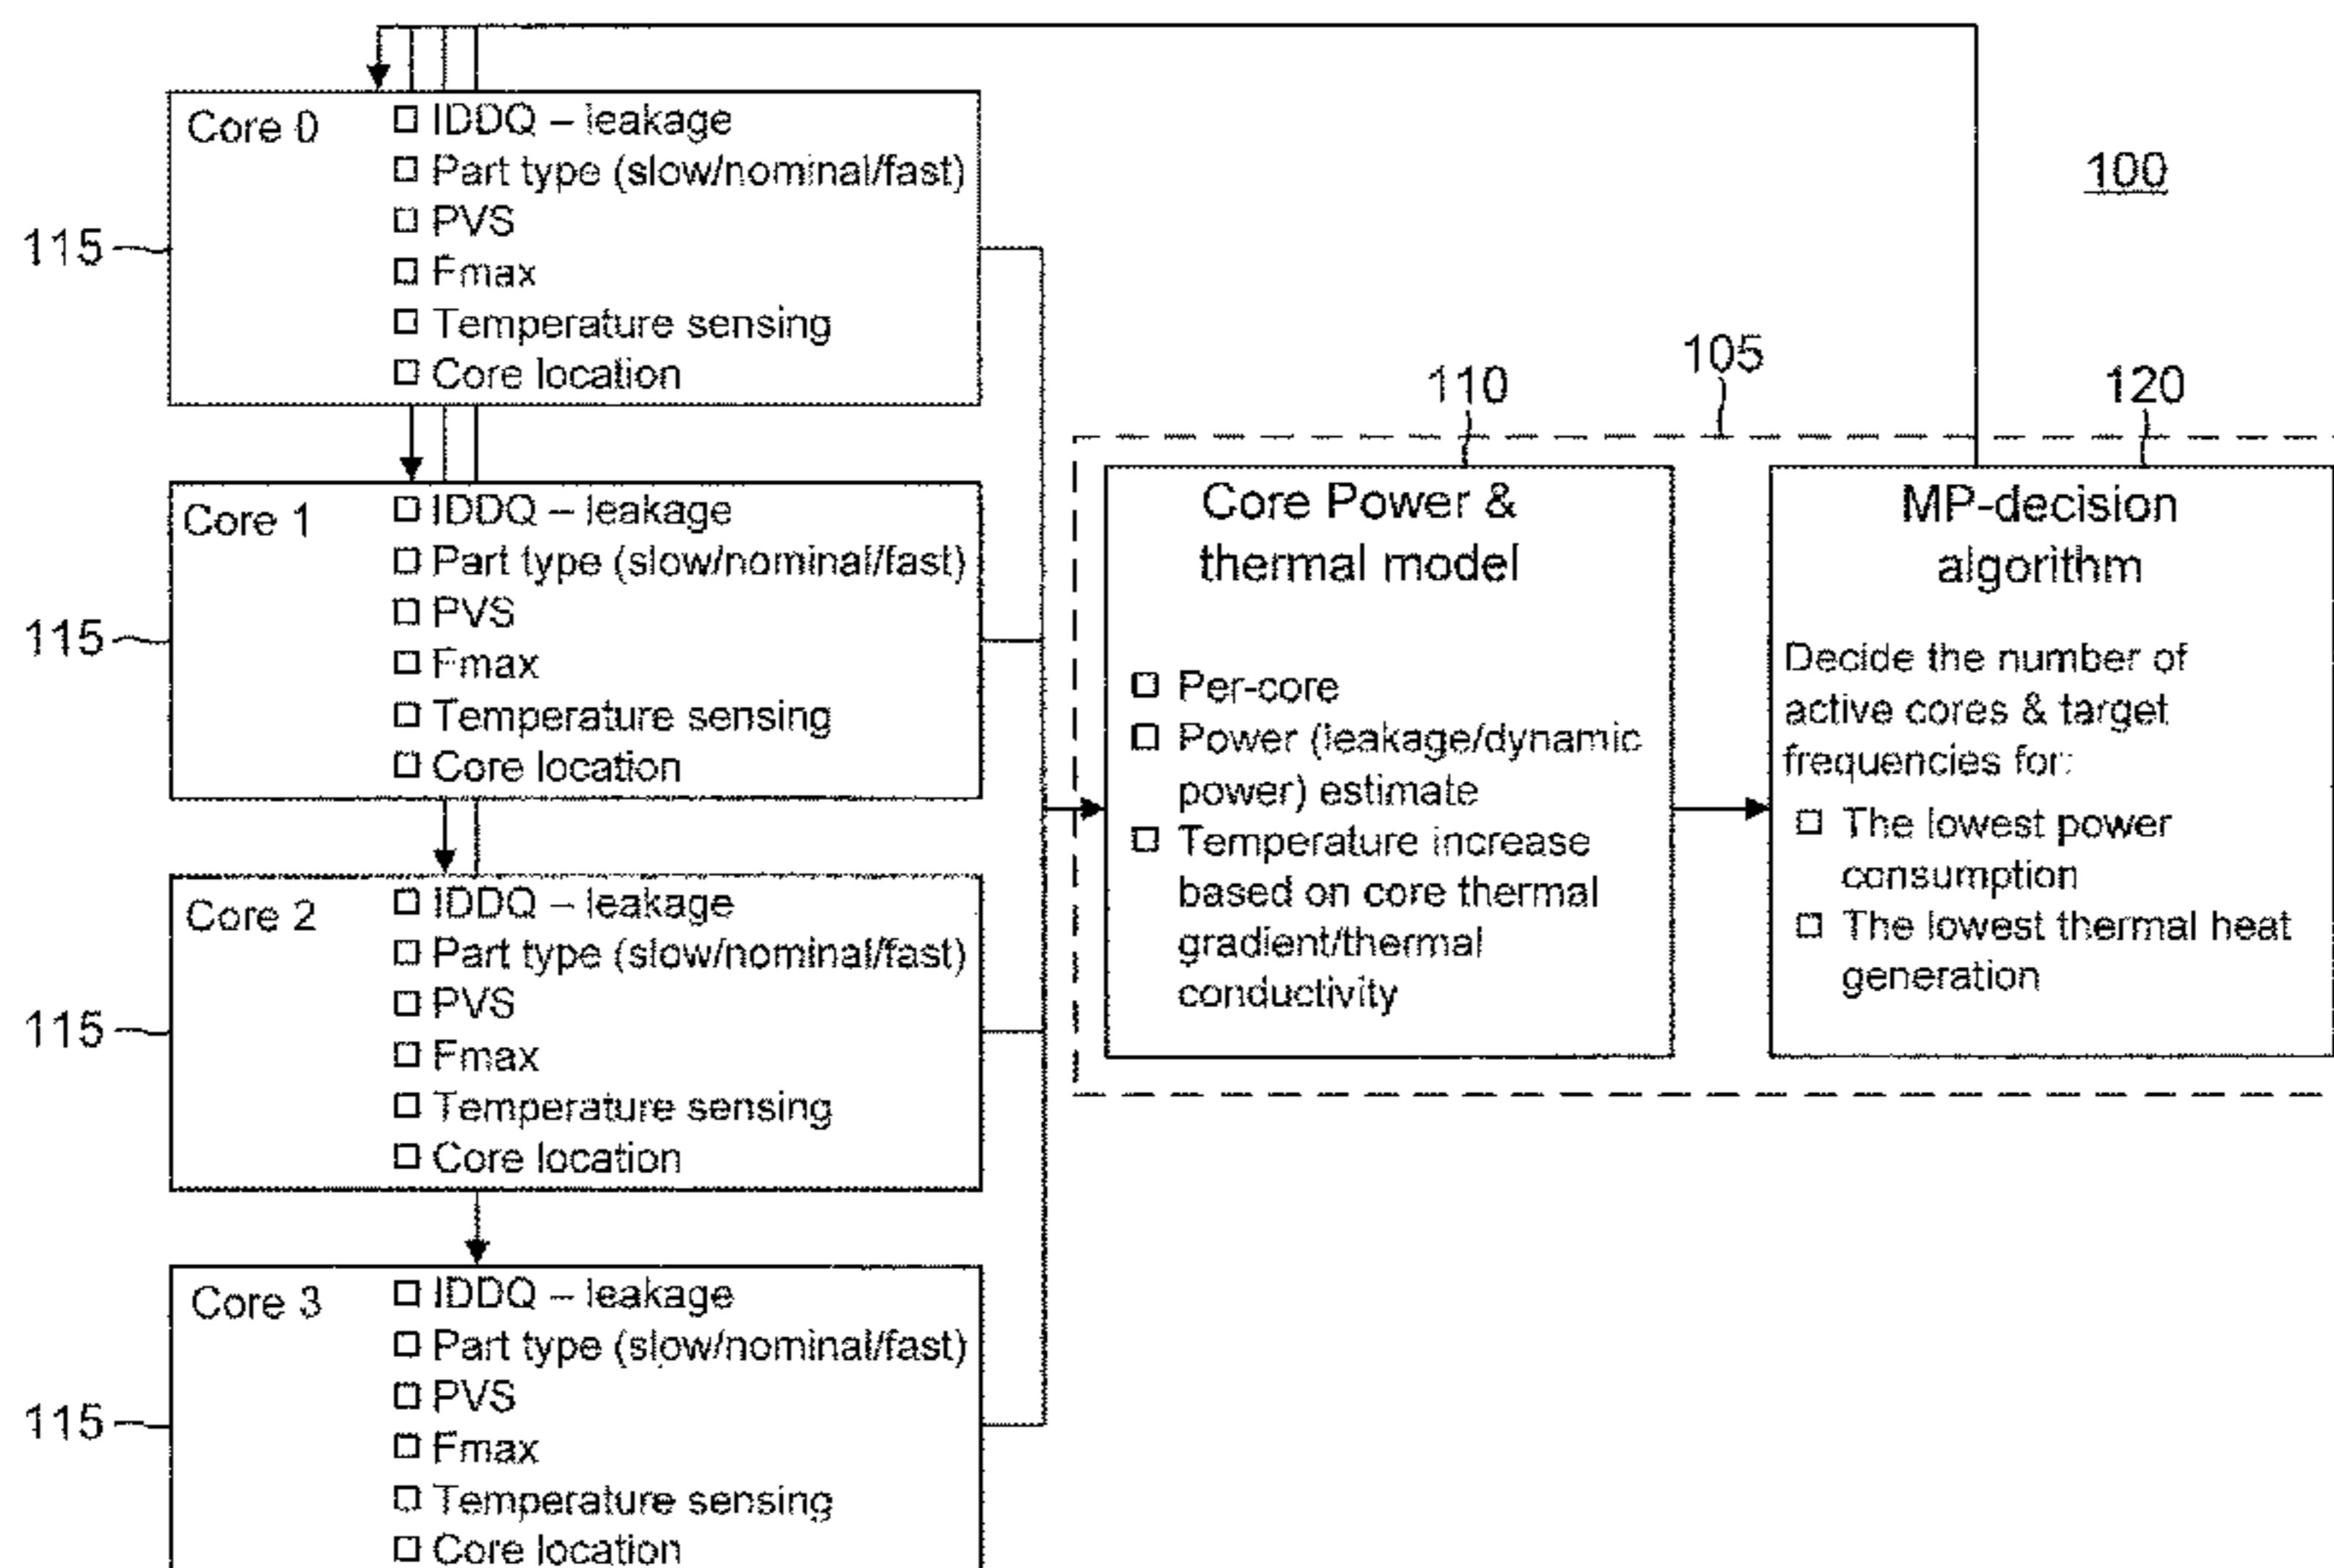 100
Core 0
IDDQ – leakage
Part type (slow/nominal/fast)
PVS
Fmax
Temperature sensing
Core location
115
Core 1
IDDQ – leakage
Part type (slow/nominal/fast)
PVS
Fmax
Temperature sensing
Core location
115
Core 2
IDDQ – leakage
Part type (slow/nominal/fast)
PVS
Fmax
Temperature sensing
Core location
115
Core 3
IDDQ – leakage
Part type (slow/nominal/fast)
PVS
Fmax
Temperature sensing
Core location
115
105
110
Core Power &
thermal model
Per-core
Power (leakage/dynamic
power) estimate
Temperature increase
based on core thermal
gradient/thermal
conductivity
120
MP-decision
algorithm
Decide the number of
active cores & target
frequencies for:
The lowest power
consumption
The lowest thermal heat
generation